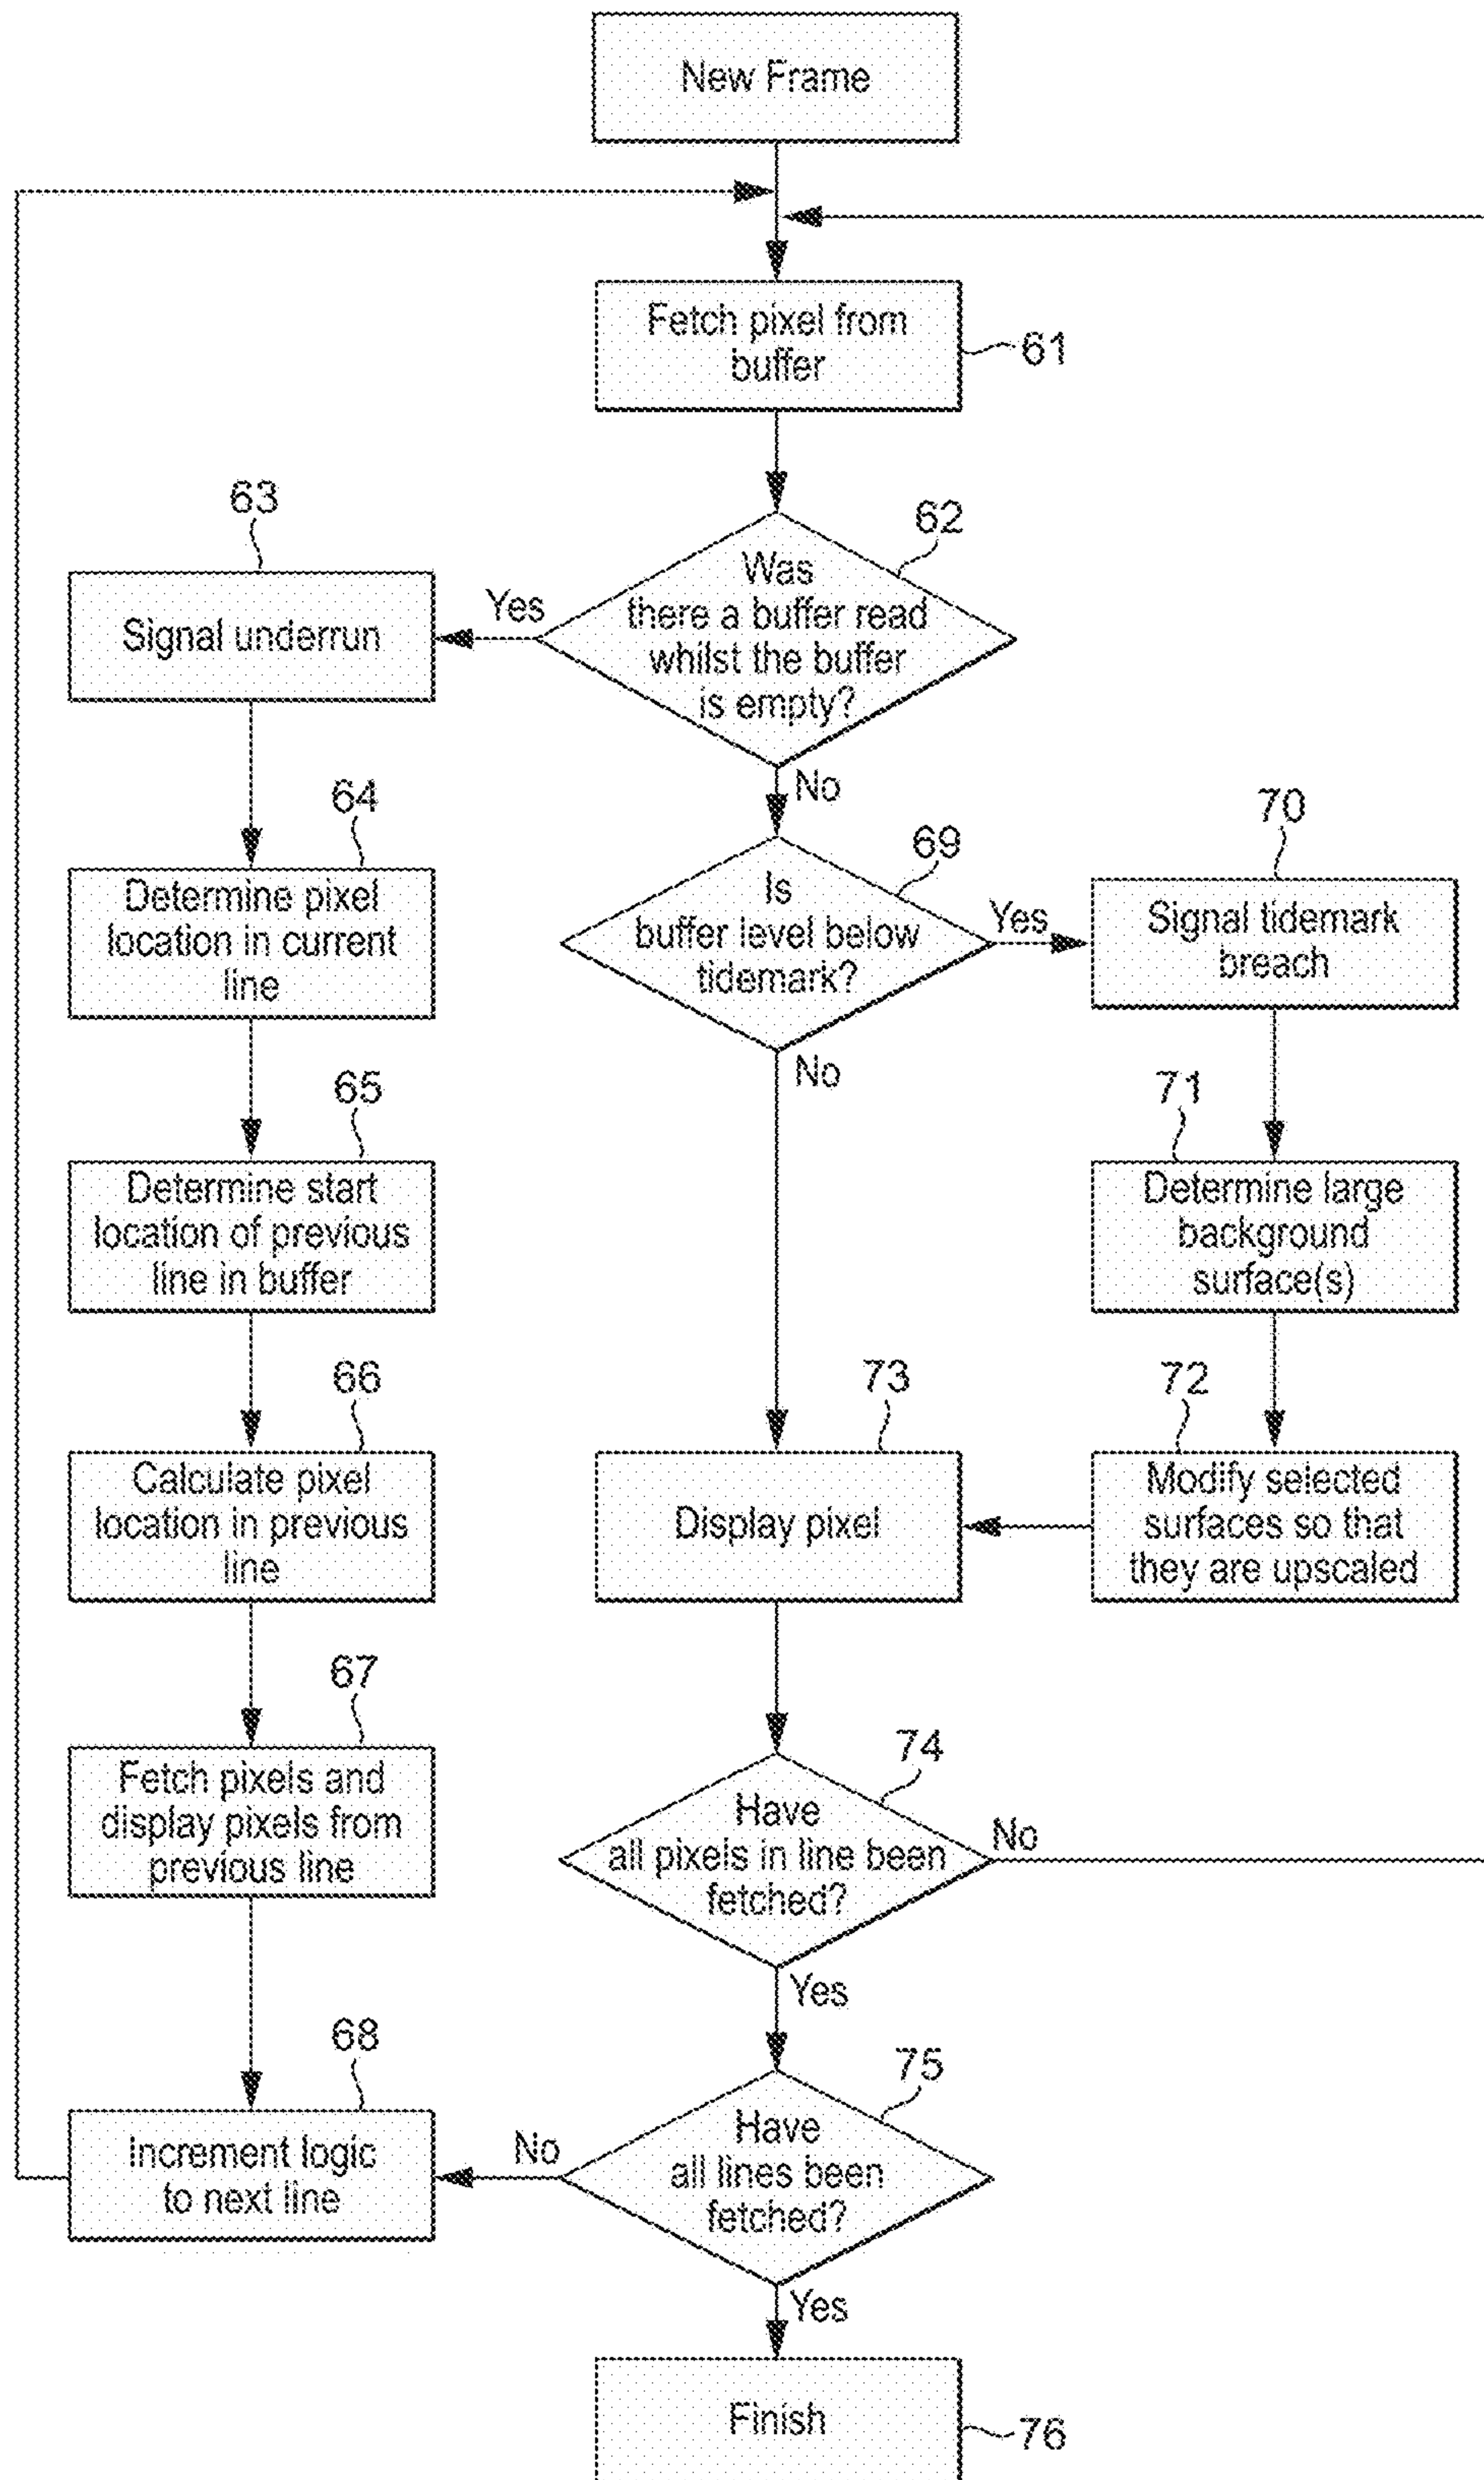 New Frame
Fetch pixel from
buffer
61
62
Was
there a buffer read
whilst the buffer
is empty?
Yes
No
63
Signal underrun
64
Determine pixel
location in current
line
65
Determine start
location of previous
line in buffer
66
Calculate pixel
location in previous
line
67
Fetch pixels and
display pixels from
previous line
68
Increment logic
to next line
69
Is
buffer level below
tidemark?
Yes
No
70
Signal tidemark
breach
71
Determine large
background
surface(s)
72
Modify selected
surfaces so that
they are upscaled
73
Display pixel
74
Have
all pixels in line been
fetched?
No
Yes
75
Have
all lines been
fetched?
No
Yes
Finish
76